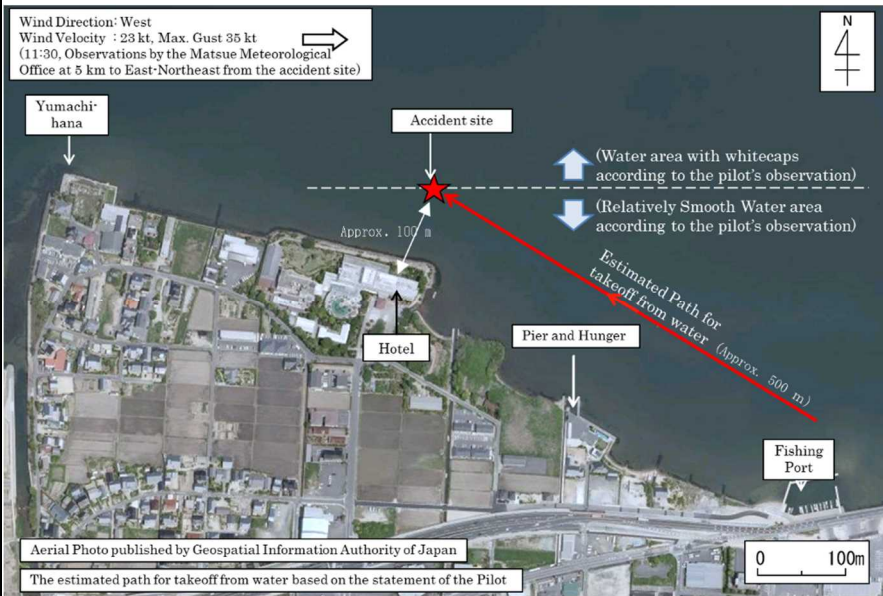 Wind Direction: West
Wind Velocity : 23 kt, Max. Gust 35 kt
(11:30, Observations by the Matsue Meteorological
Office at 5 km to East-Northeast from the accident site)
N
Yumachi-
hana
Accident site
(Water area with whitecaps
according to the pilot's observation)
(Relatively Smooth Water area
according to the pilot's observation)
Approx. 100 m
Estimated Path for
takeoff from water (Approx. 500 m)
Hotel
Pier and Hunger
Fishing
Port
Aerial Photo published by Geospatial Information Authority of Japan
The estimated path for takeoff from water based on the statement of the Pilot
0 100m